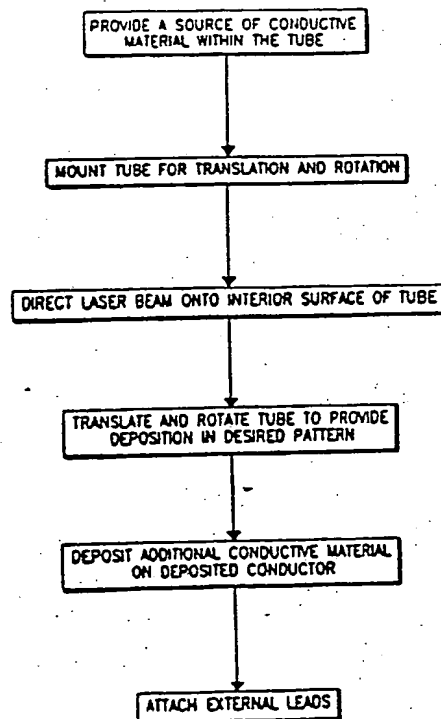 PROVIDE A SOURCE OF CONDUCTIVE
MATERIAL WITHIN THE TUBE
MOUNT TUBE FOR TRANSLATION AND ROTATION
DIRECT LASER BEAM ONTO INTERIOR SURFACE OF TUBE
TRANSLATE AND ROTATE TUBE TO PROVIDE
DEPOSITION IN DESIRED PATTERN
DEPOSIT ADDITIONAL CONDUCTIVE MATERIAL
ON DEPOSITED CONDUCTOR
ATTACH EXTERNAL LEADS